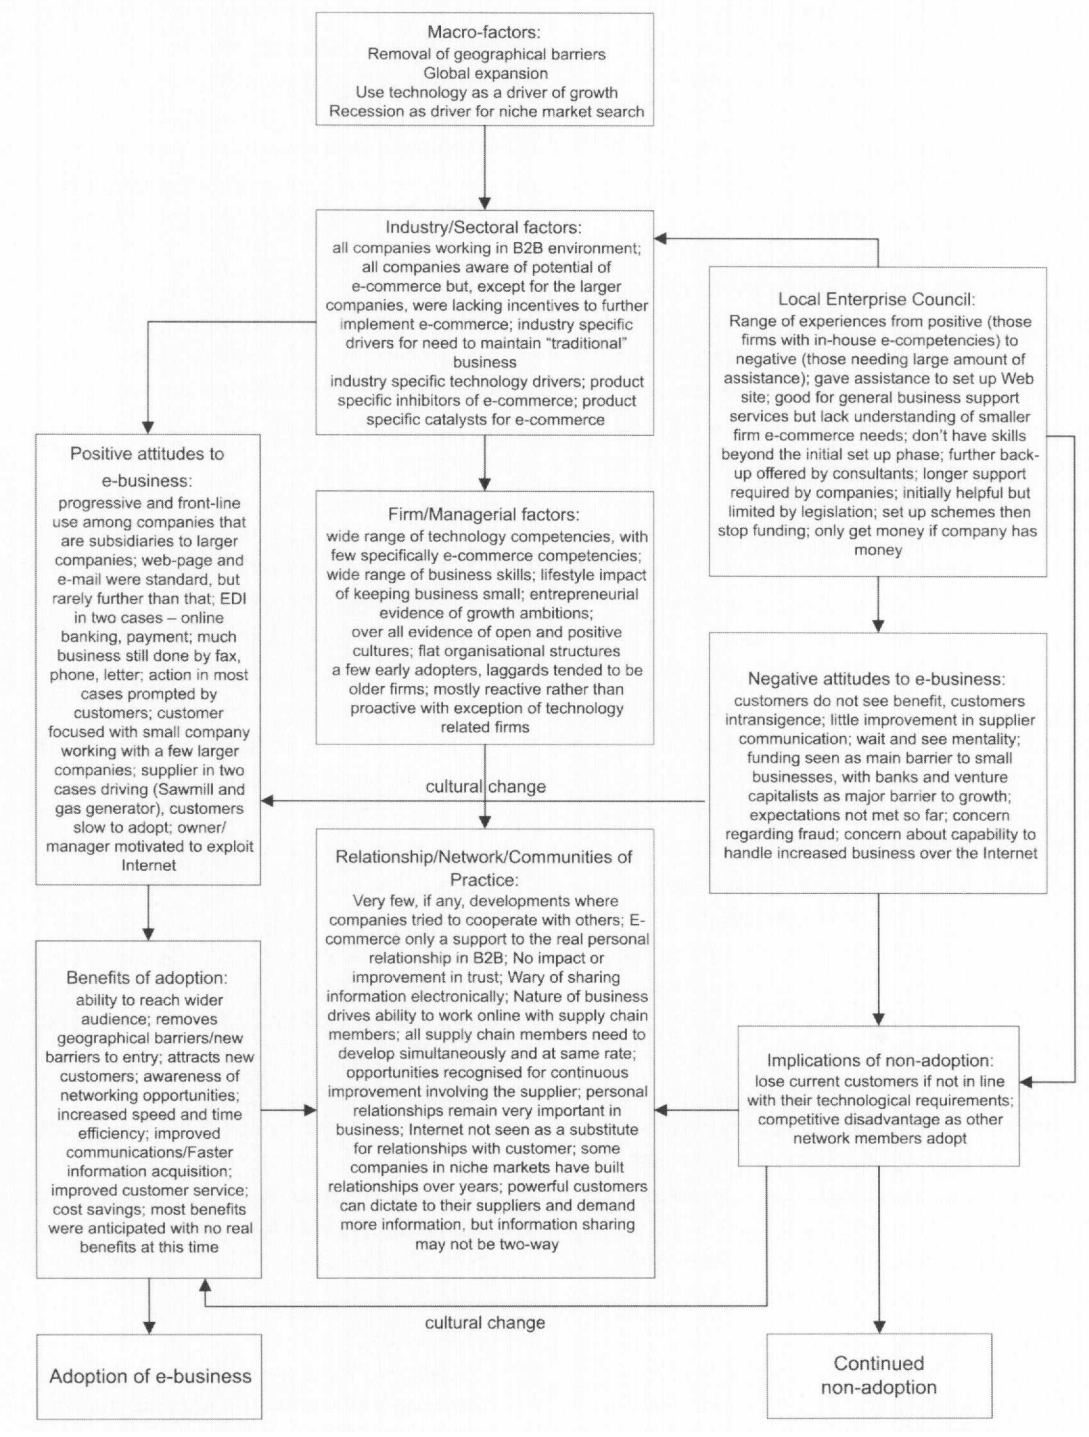 Macro-factors:
Removal of geographical barriers
Global expansion
Use technology as a driver of growth
Recession as driver for niche market search
Industry/Sectoral factors:
all companies working in B2B environment;
all companies aware of potential of
e-commerce but, except for the larger
companies, were lacking incentives to further
implement e-commerce; industry specific
drivers for need to maintain “traditional”
business
industry specific technology drivers; product
specific inhibitors of e-commerce; product
specific catalysts for e-commerce
Local Enterprise Council:
Range of experiences from positive (those
firms with in-house e-competencies) to
negative (those needing large amount of
assistance); gave assistance to set up Web
site; good for general business support
services but lack understanding of smaller
firm e-commerce needs; don't have skills
beyond the initial set up phase; further back-
up offered by consultants; longer support
required by companies; initially helpful but
limited by legislation; set up schemes then
stop funding; only get money if company has
money
Positive attitudes to
e-business:
progressive and front-line
use among companies that
are subsidiaries to larger
companies; web-page and
e-mail were standard, but
rarely further than that; EDI
in two cases – online
banking, payment; much
business still done by fax,
phone, letter; action in most
cases prompted by
customers; customer
focused with small company
working with a few larger
companies; supplier in two
cases driving (Sawmill and
gas generator), customers
slow to adopt; owner/
manager motivated to exploit
Internet
Firm/Managerial factors:
wide range of technology competencies, with
few specifically e-commerce competencies;
wide range of business skills; lifestyle impact
of keeping business small; entrepreneurial
evidence of growth ambitions;
over all evidence of open and positive
cultures; flat organisational structures
a few early adopters, laggards tended to be
older firms; mostly reactive rather than
proactive with exception of technology
related firms
Negative attitudes to e-business:
customers do not see benefit, customers
intransigence; little improvement in supplier
communication; wait and see mentality;
funding seen as main barrier to small
businesses, with banks and venture
capitalists as major barrier to growth;
expectations not met so far; concern
regarding fraud; concern about capability to
handle increased business over the Internet
cultural change
Relationship/Network/Communities of
Practice:
Very few, if any, developments where
companies tried to cooperate with others; E-
commerce only a support to the real personal
relationship in B2B; No impact or
improvement in trust; Wary of sharing
information electronically; Nature of business
drives ability to work online with supply chain
members; all supply chain members need to
develop simultaneously and at same rate;
opportunities recognised for continuous
improvement involving the supplier; personal
relationships remain very important in
business; Internet not seen as a substitute
for relationships with customer; some
companies in niche markets have built
relationships over years; powerful customers
can dictate to their suppliers and demand
more information, but information sharing
may not be two-way
Benefits of adoption:
ability to reach wider
audience; removes
geographical barriers/new
barriers to entry; attracts new
customers; awareness of
networking opportunities;
increased speed and time
efficiency; improved
communications/Faster
information acquisition;
improved customer service;
cost savings; most benefits
were anticipated with no real
benefits at this time
Implications of non-adoption:
lose current customers if not in line
with their technological requirements;
competitive disadvantage as other
network members adopt
cultural change
Adoption of e-business
Continued
non-adoption